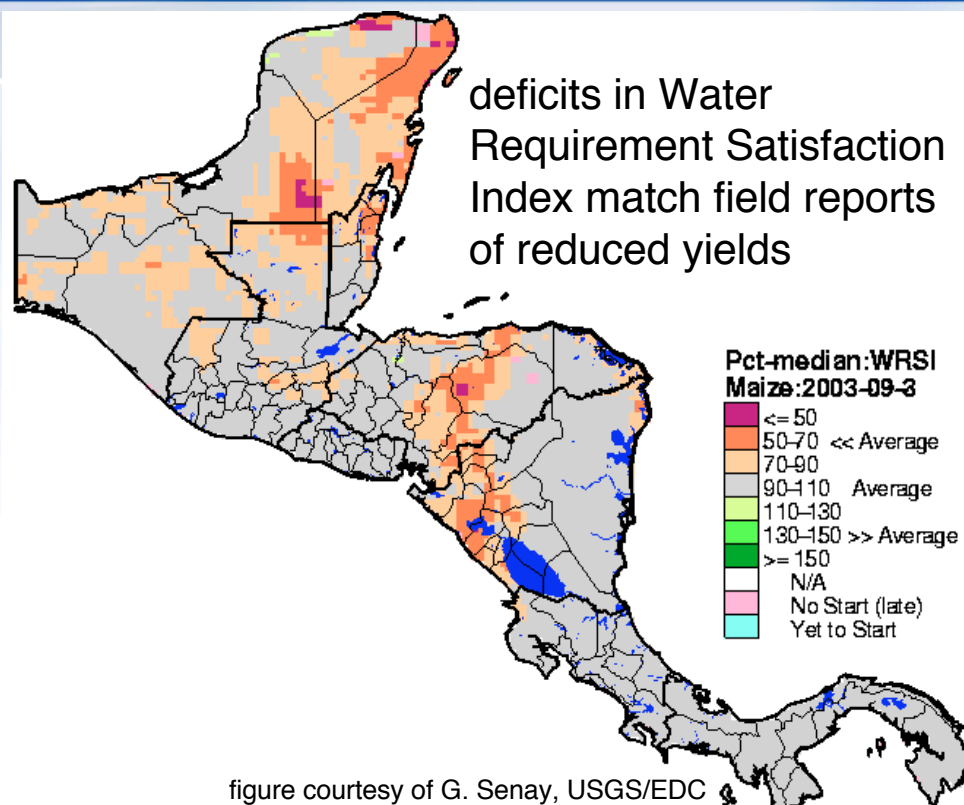 deficits in Water
Requirement Satisfaction
Index match field reports
of reduced yields
Pct-median:WRSI
Maize:2003-09-3
<= 50
50-70 << Average
70-90
90-110 Average
110-130
130-150 >> Average
>= 150
N/A
No Start (late)
Yet to Start
figure courtesy of G. Senay, USGS/EDC